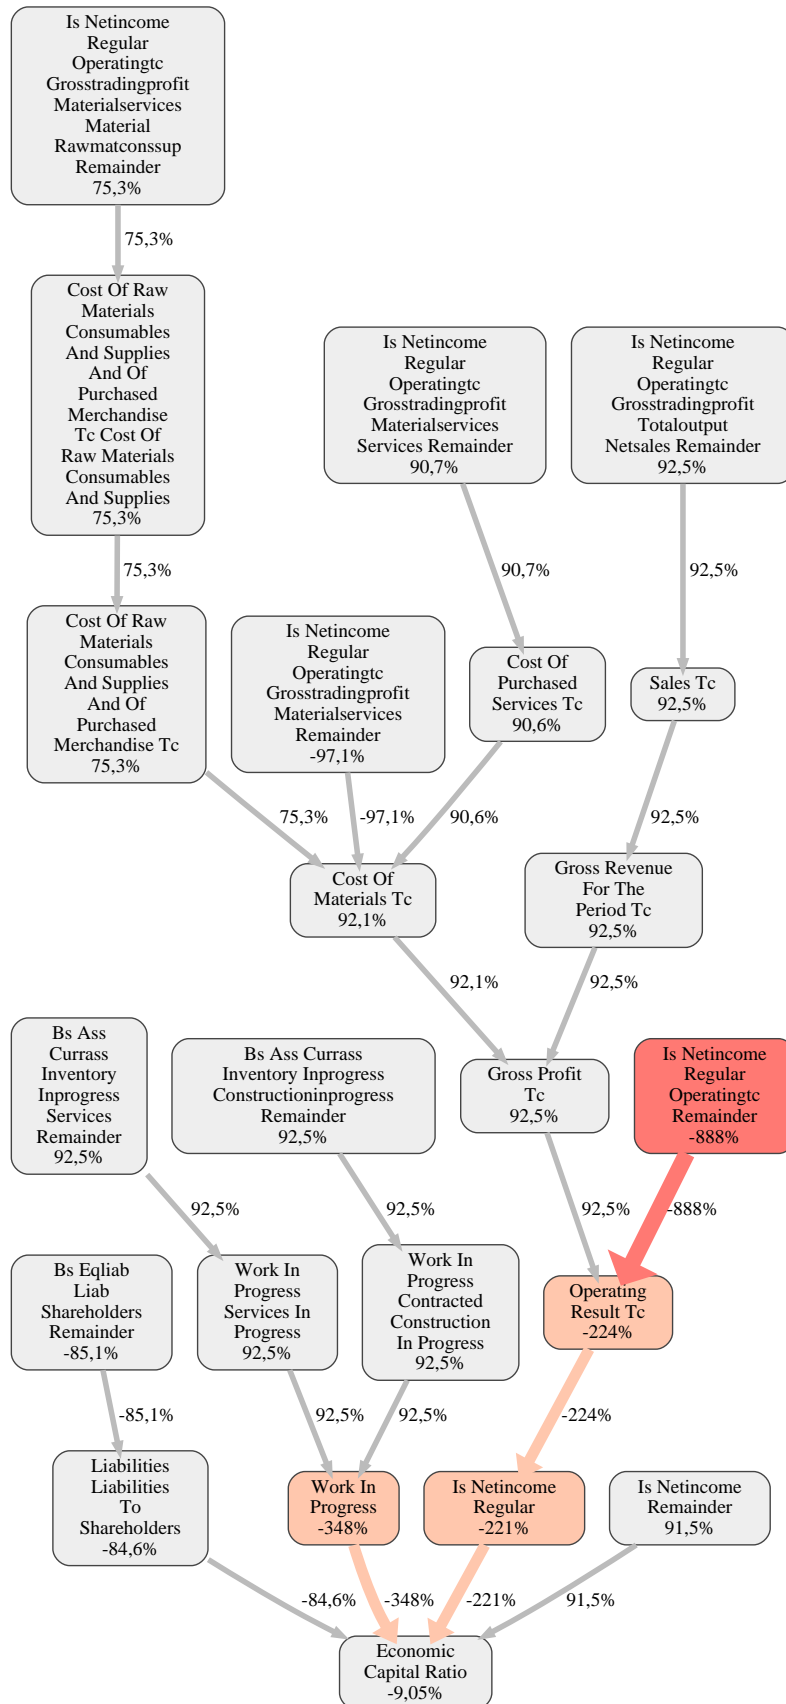 Is Netincome
Regular
Operatingtc
Grosstradingprofit
Materialservices
Material
Rawmatconssup
Remainder
75,3%
75,3%
Cost Of Raw
Materials
Consumables
And Supplies
And Of
Purchased
Merchandise
Tc Cost Of
Raw Materials
Consumables
And Supplies
75,3%
Is Netincome
Regular
Operatingtc
Grosstradingprofit
Materialservices
Services Remainder
90,7%
Is Netincome
Regular
Operatingtc
Grosstradingprofit
Totaloutput
Netsales Remainder
92,5%
75,3%
90,7%
92,5%
Cost Of Raw
Materials
Consumables
And Supplies
And Of
Purchased
Merchandise Tc
75,3%
Is Netincome
Regular
Operatingtc
Grosstradingprofit
Materialservices
Remainder
-97,1%
Cost Of
Purchased
Services Tc
90,6%
Sales Tc
92,5%
75,3%
-97,1%
90,6%
92,5%
Cost Of
Materials Tc
92,1%
Gross Revenue
For The
Period Tc
92,5%
92,1%
92,5%
Bs Ass
Currass
Inventory
Inprogress
Services
Remainder
92,5%
Bs Ass Currass
Inventory Inprogress
Constructioninprogress
Remainder
92,5%
Gross Profit
Tc
92,5%
Is Netincome
Regular
Operatingtc
Remainder
-888%
92,5%
92,5%
92,5%
-888%
Bs Eqliab
Liab
Shareholders
Remainder
-85,1%
Work In
Progress
Services In
Progress
92,5%
Work In
Progress
Contracted
Construction
In Progress
92,5%
Operating
Result Tc
-224%
-85,1%
92,5%
92,5%
-224%
Liabilities
Liabilities
To
Shareholders
-84,6%
Work In
Progress
-348%
Is Netincome
Regular
-221%
Is Netincome
Remainder
91,5%
-84,6%
-348%
-221%
91,5%
Economic
Capital Ratio
-9,05%